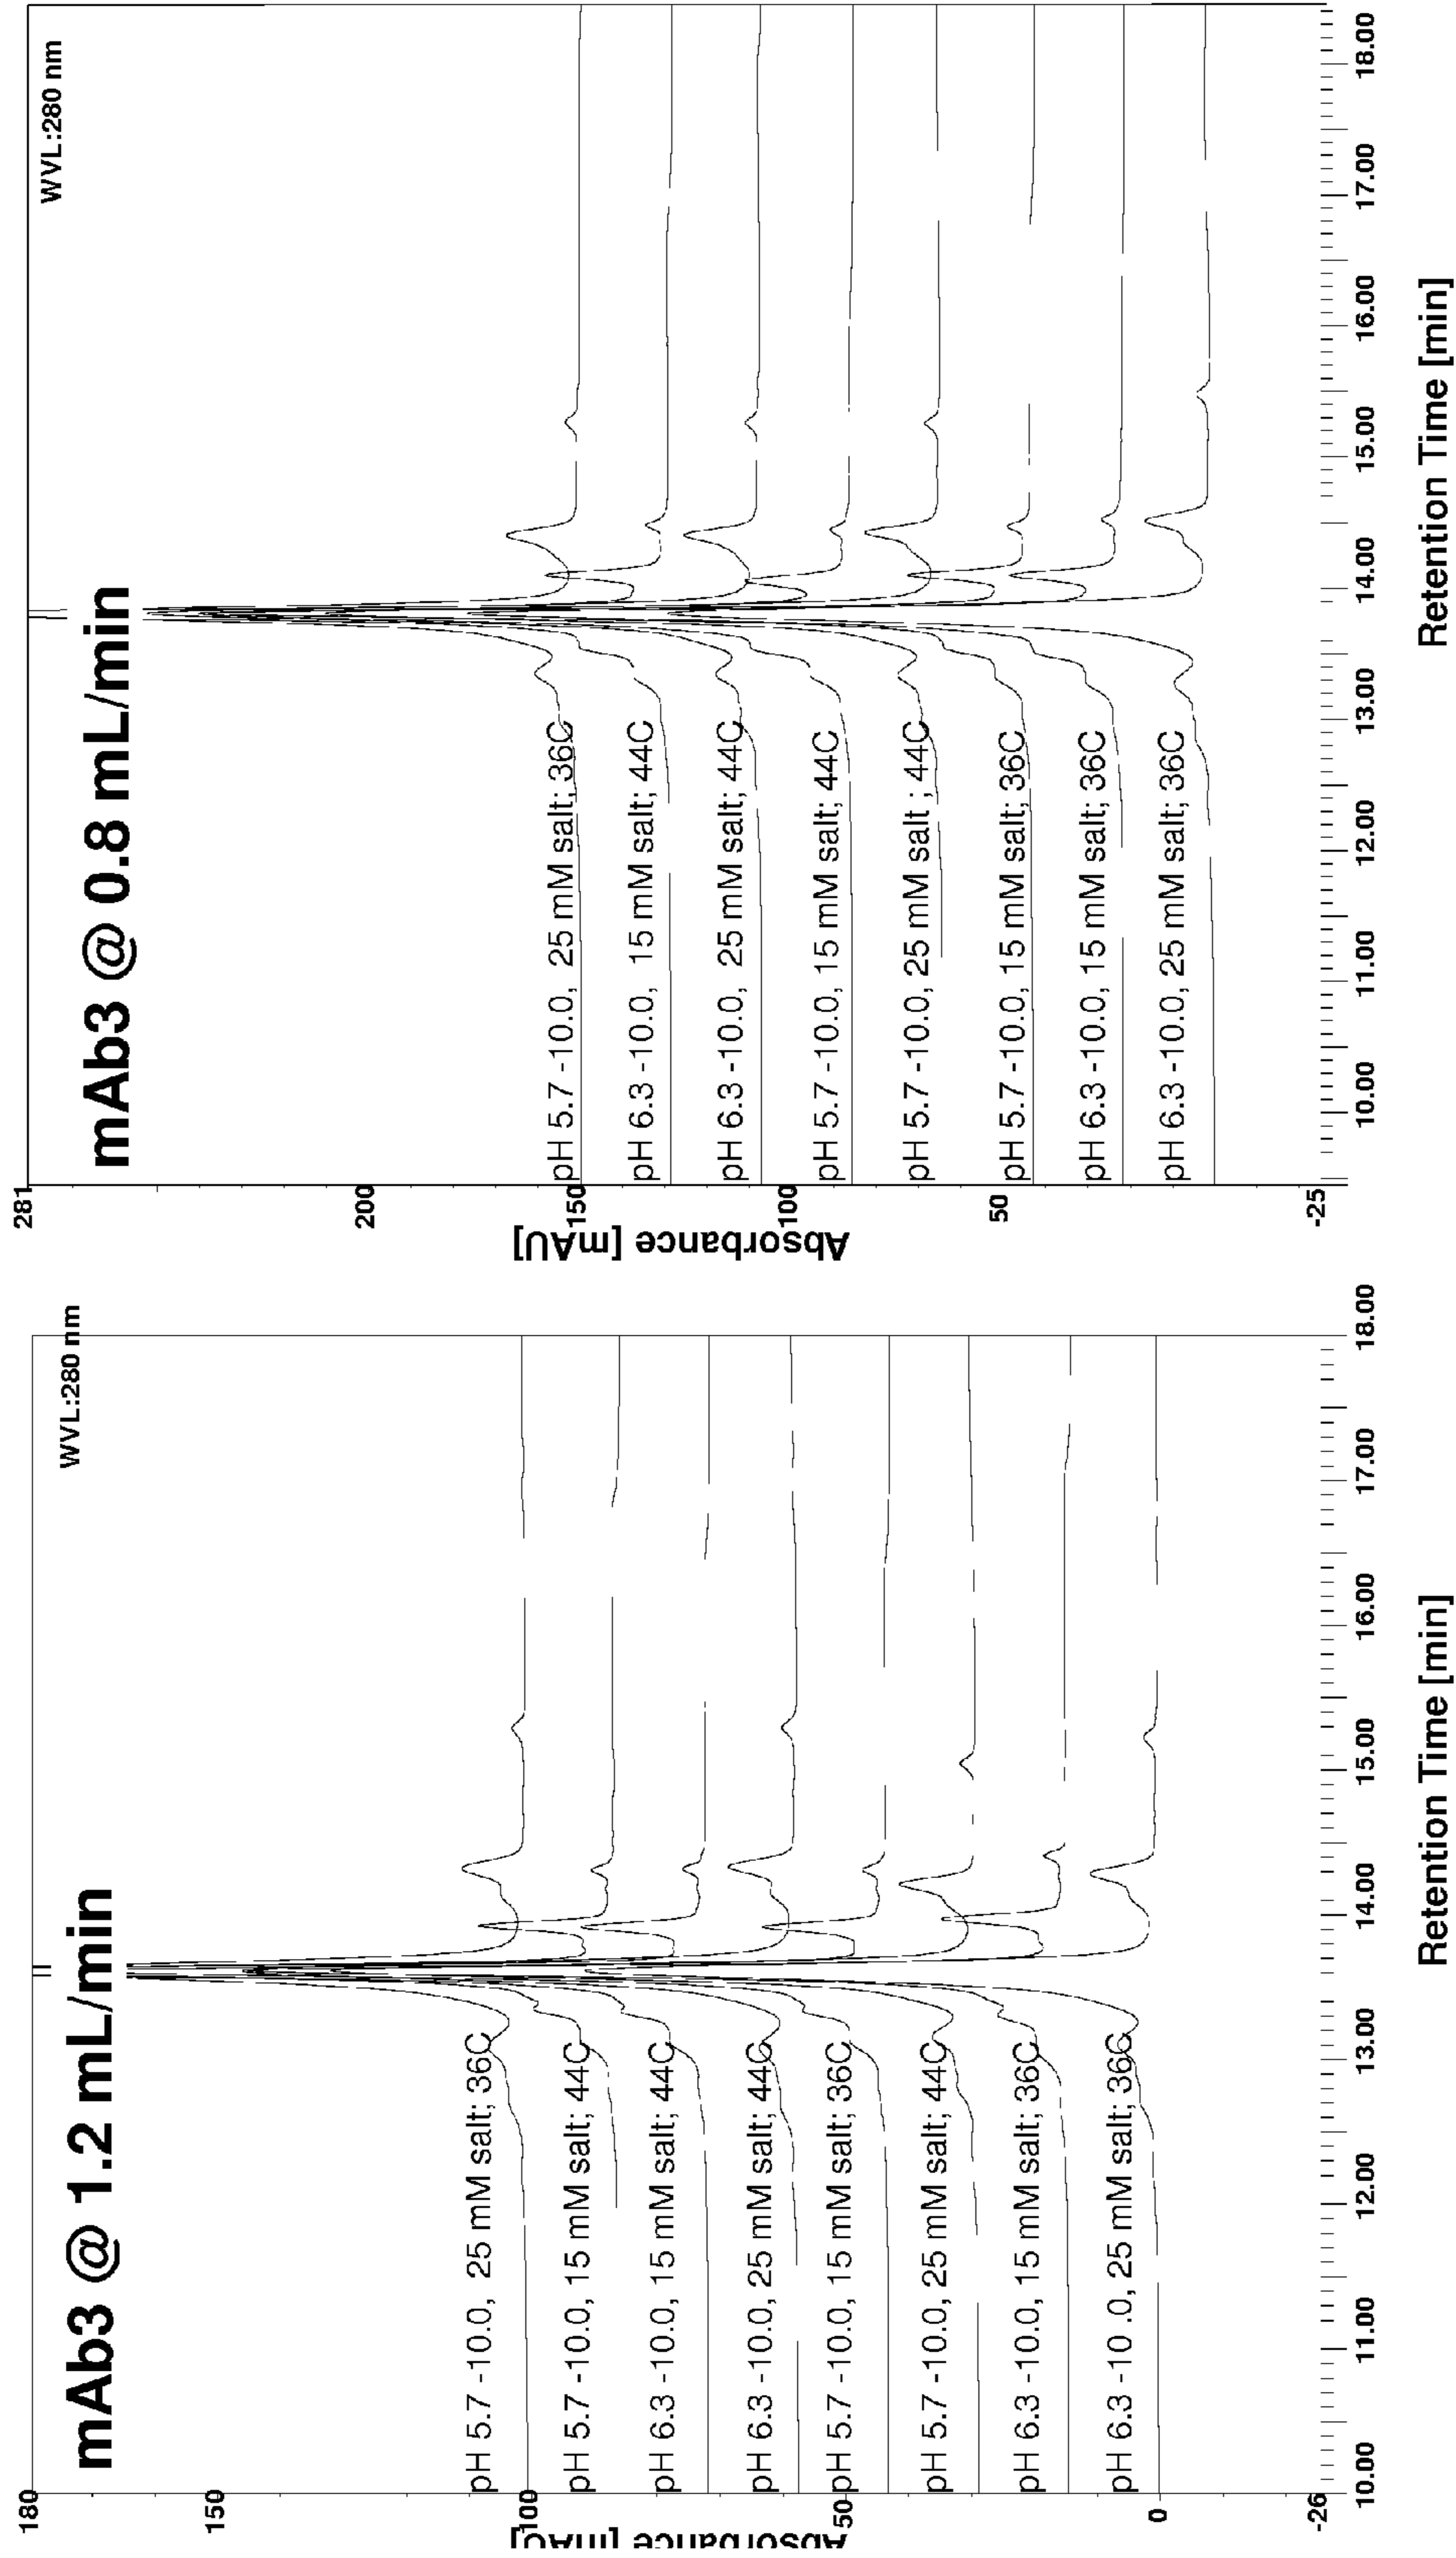 mAb3 @ 1.2 mL/min
WVL:280 nm
180
150
100
50
0
-26
pH 5.7 -10.0, 25 mM salt; 36C
pH 5.7 -10.0, 15 mM salt; 44C
pH 6.3 -10.0, 15 mM salt; 44C
pH 6.3 -10.0, 25 mM salt; 44C
pH 5.7 -10.0, 15 mM salt; 36C
pH 5.7 -10.0, 25 mM salt; 44C
pH 6.3 -10.0, 15 mM salt; 36C
pH 6.3 -10 .0, 25 mM salt; 36C
Absorbance [mAU]
10.00 11.00 12.00 13.00 14.00 15.00 16.00 17.00 18.00
Retention Time [min]
mAb3 @ 0.8 mL/min
WVL:280 nm
281
200
150
100
50
-25
pH 5.7 -10.0, 25 mM salt; 36C
pH 6.3 -10.0, 15 mM salt; 44C
pH 6.3 -10.0, 25 mM salt; 44C
pH 5.7 -10.0, 15 mM salt; 44C
pH 5.7 -10.0, 25 mM salt ; 44C
pH 5.7 -10.0, 15 mM salt; 36C
pH 6.3 -10.0, 15 mM salt; 36C
pH 6.3 -10.0, 25 mM salt; 36C
Absorbance [mAU]
10.00 11.00 12.00 13.00 14.00 15.00 16.00 17.00 18.00
Retention Time [min]